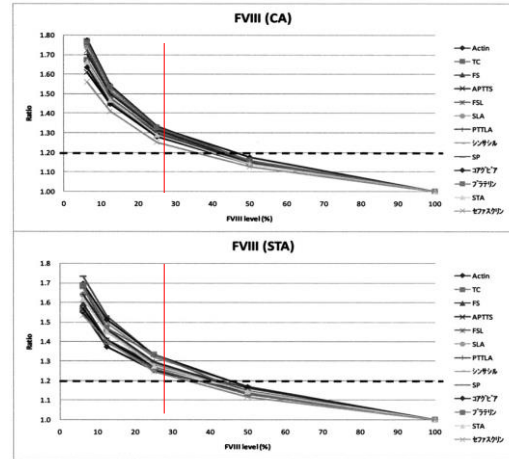 FVIII (CA)
1.80
1.70
1.60
1.50
1.40
1.30
1.20
1.10
1.00
Ratio
0 10 20 30 40 50 60 70 80 90 100
FVIII level(%)
Actin
TC
FS
APTTS
FSL
SLA
PTTLA
シンサシル
SP
コアグピア
プラテリン
STA
セファスクリン
FVIII (STA)
1.8
1.7
1.6
1.5
1.4
1.3
1.2
1.1
1.0
Ratio
0 10 20 30 40 50 60 70 80 90 100
FVIII level(%)
Actin
TC
FS
APTTS
FSL
SLA
PTTLA
シンサシル
SP
コアグピア
プラテリン
STA
セファスクリン